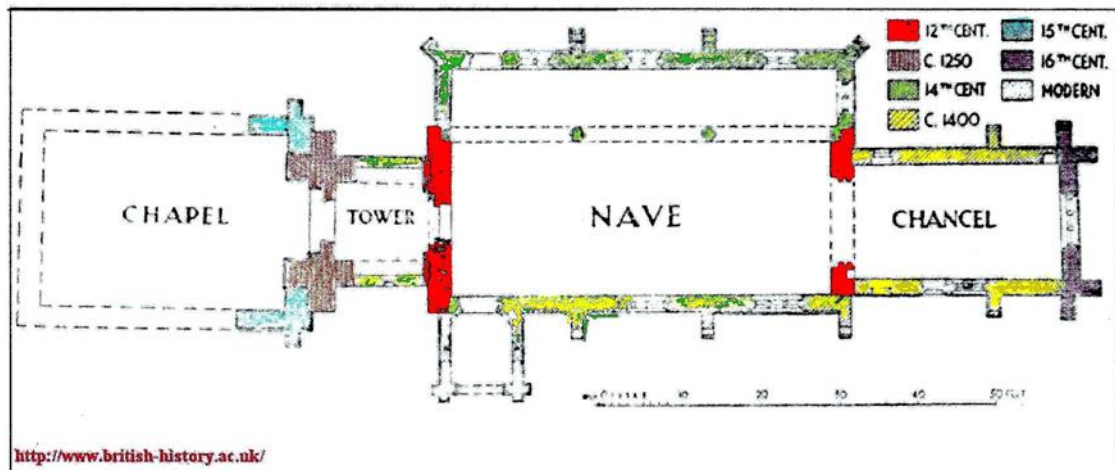 12TH CENT.
C. 1250
14TH CENT
C. 1400
15TH CENT.
16TH CENT.
MODERN
CHAPEL
TOWER
NAVE
CHANCEL
10 20 30 40 50 FEET
http://www.british-history.ac.uk/